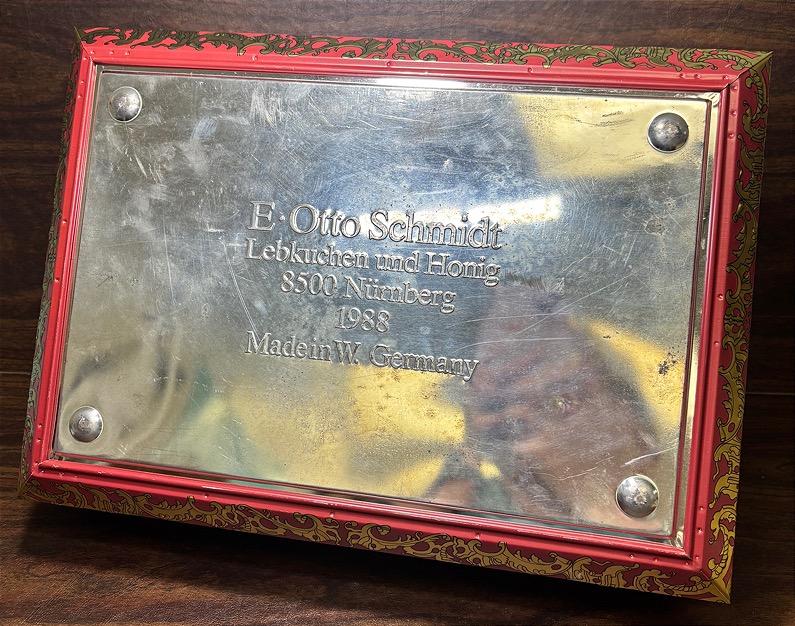 E·Otto Schmidt
Lebkuchen und Honig
8500 Nürnberg
1988
Made in W. Germany